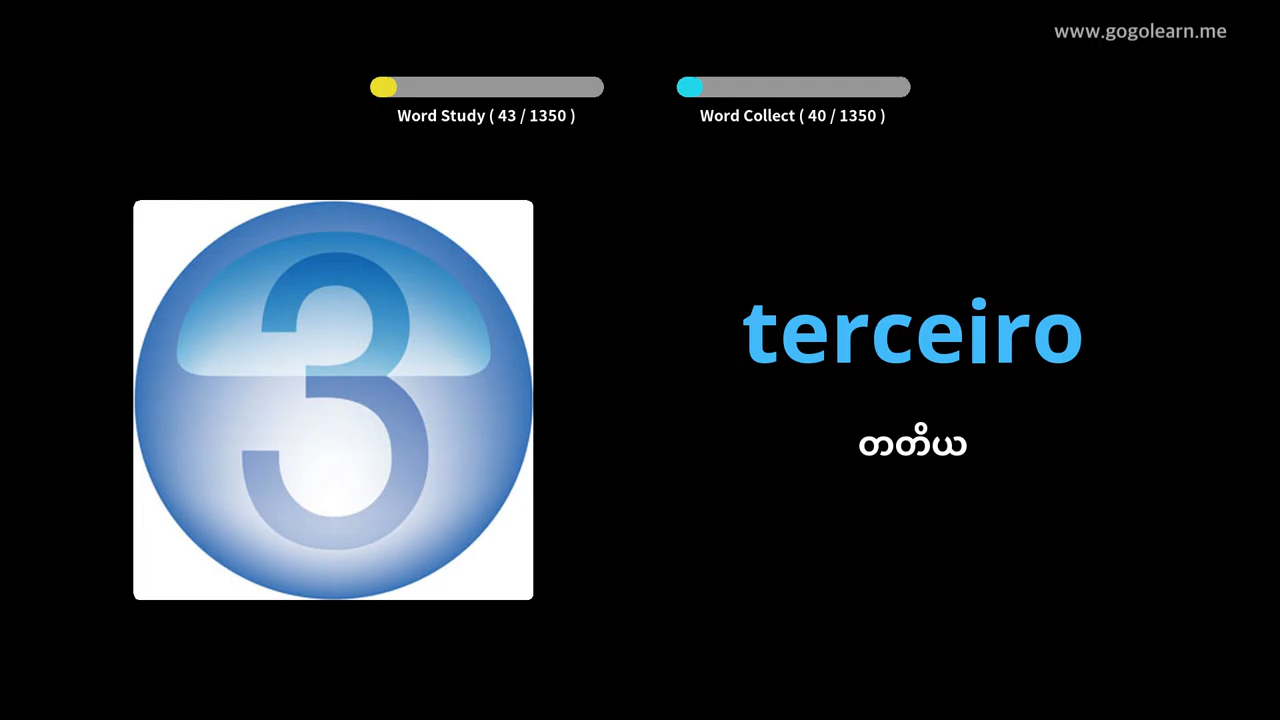 www.gogolearn.me
Word Study ( 43 / 1350 )
Word Collect ( 40 / 1350 )
3
terceiro
တတိယ